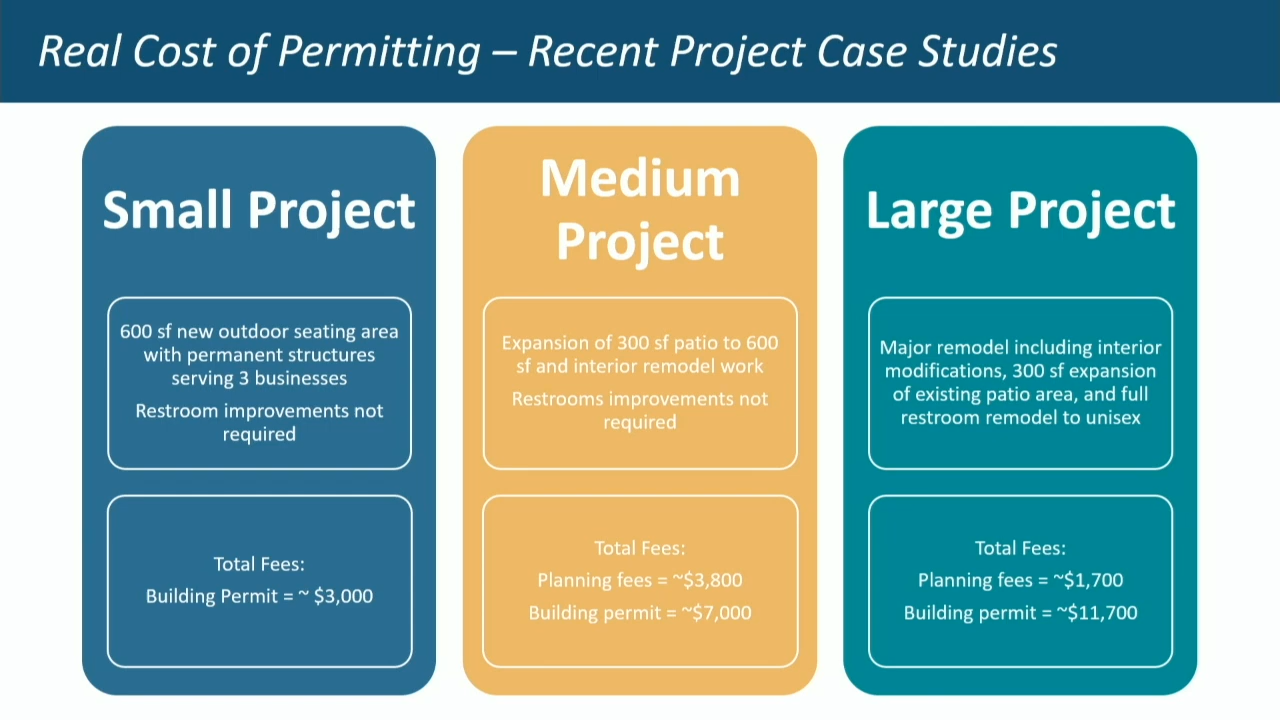 Real Cost of Permitting – Recent Project Case Studies
Small Project
600 sf new outdoor seating area
with permanent structures
serving 3 businesses
Restroom improvements not
required
Total Fees:
Building Permit = ~ $3,000
Medium
Project
Expansion of 300 sf patio to 600
sf and interior remodel work
Restrooms improvements not
required
Total Fees:
Planning fees = ~$3,800
Building permit = ~$7,000
Large Project
Major remodel including interior
modifications, 300 sf expansion
of existing patio area, and full
restroom remodel to unisex
Total Fees:
Planning fees = ~$1,700
Building permit = ~$11,700